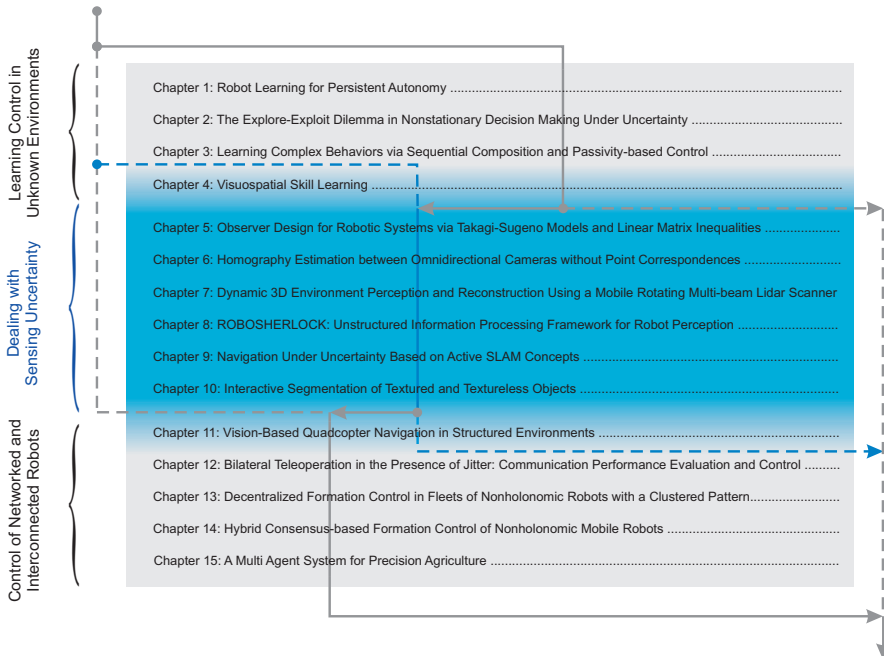 Learning Control in
Unknown Environments
Chapter 1: Robot Learning for Persistent Autonomy ....................................................................................................................
Chapter 2: The Explore-Exploit Dilemma in Nonstationary Decision Making Under Uncertainty .............................................
Chapter 3: Learning Complex Behaviors via Sequential Composition and Passivity-based Control .......................................
Chapter 4: Visuospatial Skill Learning ...........................................................................................................................................
Dealing with
Sensing Uncertainty
Chapter 5: Observer Design for Robotic Systems via Takagi-Sugeno Models and Linear Matrix Inequalities ......................
Chapter 6: Homography Estimation between Omnidirectional Cameras without Point Correspondences .............................
Chapter 7: Dynamic 3D Environment Perception and Reconstruction Using a Mobile Rotating Multi-beam Lidar Scanner
Chapter 8: ROBOSHERLOCK: Unstructured Information Processing Framework for Robot Perception ...............................
Chapter 9: Navigation Under Uncertainty Based on Active SLAM Concepts ............................................................................
Chapter 10: Interactive Segmentation of Textured and Textureless Objects .............................................................................
Control of Networked and
Interconnected Robots
Chapter 11: Vision-Based Quadcopter Navigation in Structured Environments ........................................................................
Chapter 12: Bilateral Teleoperation in the Presence of Jitter: Communication Performance Evaluation and Control ..........
Chapter 13: Decentralized Formation Control in Fleets of Nonholonomic Robots with a Clustered Pattern...........................
Chapter 14: Hybrid Consensus-based Formation Control of Nonholonomic Mobile Robots ....................................................
Chapter 15: A Multi Agent System for Precision Agriculture ........................................................................................................